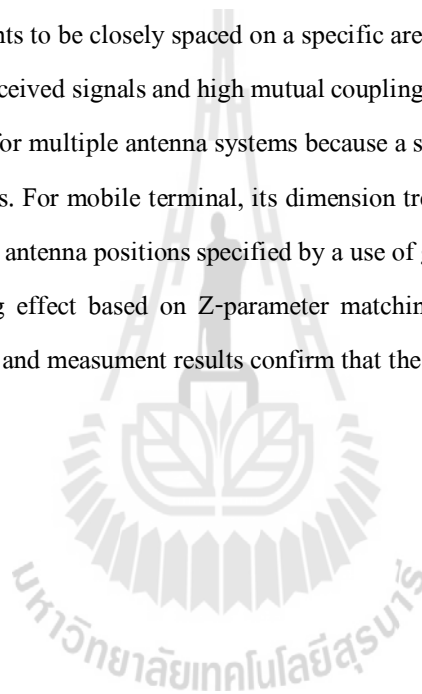 nts to be closely spaced on a specific are
ceived signals and high mutual coupling
for multiple antenna systems because a s
s. For mobile terminal, its dimension tre
antenna positions specified by a use of g
g effect based on Z-parameter matchin
and measument results confirm that the
มหาวิทยาลัยเทคโนโลยีสุรนารี